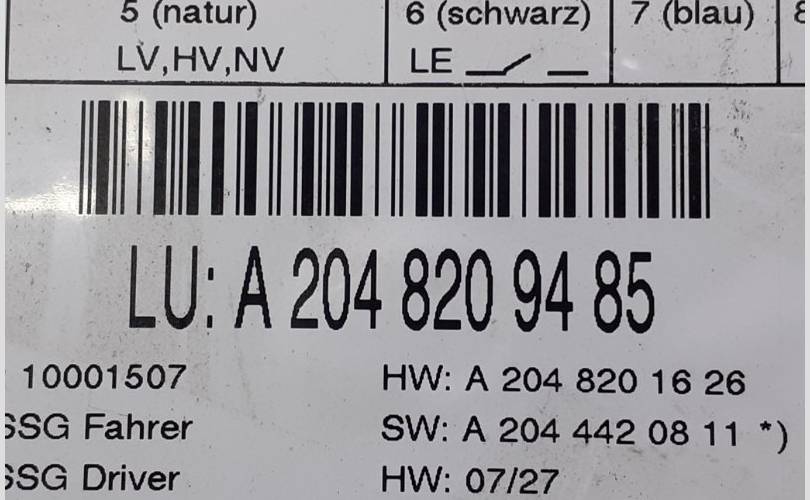 5 (natur) 6 (schwarz) 7 (blau) 8
LV,HV,NV LE
LU: A 204 820 94 85
10001507 HW: A 204 820 16 26
SSG Fahrer SW: A 204 442 08 11 *)
SSG Driver HW: 07/27